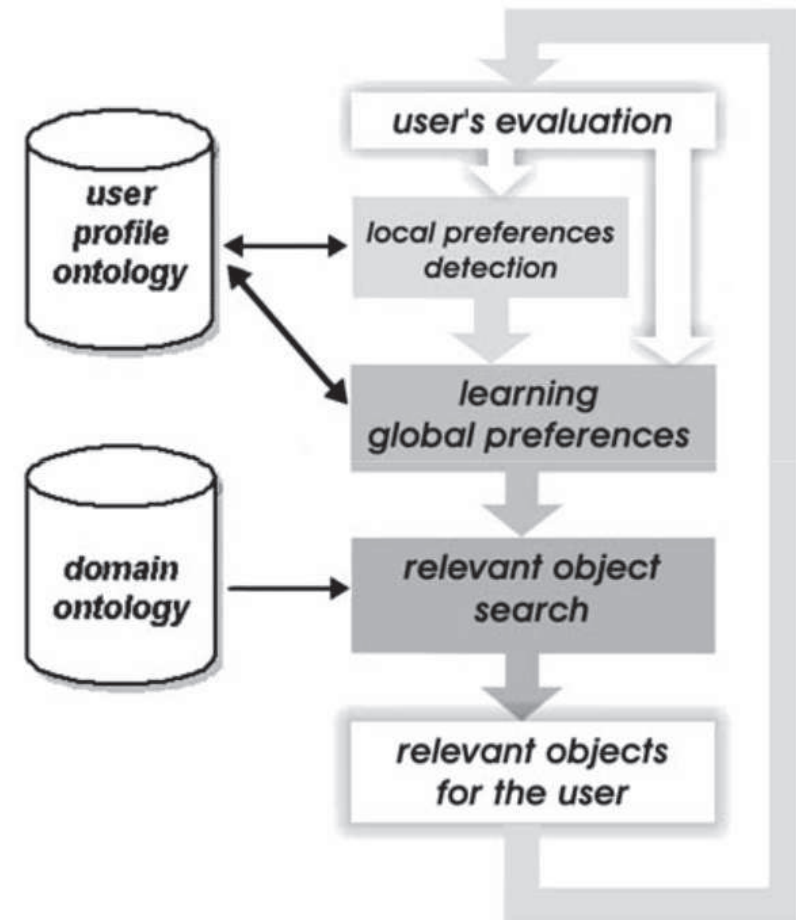 user's evaluation
user
profile
ontology
local preferences
detection
learning
global preferences
domain
ontology
relevant object
search
relevant objects
for the user